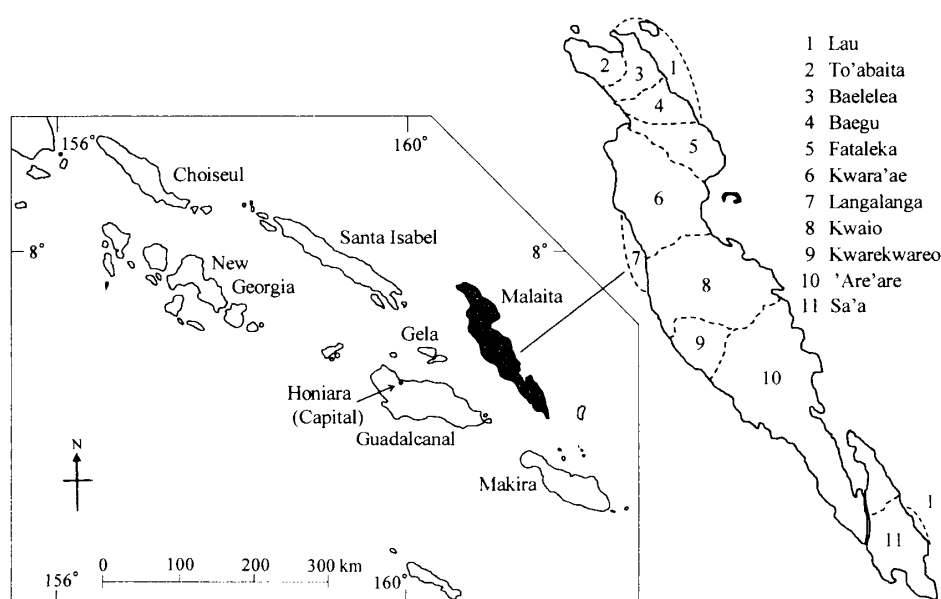 156°
160°
Choiseul
Santa Isabel
8°
8°
New
Georgia
Malaita
Gela
Honiara
(Capital)
Guadalcanal
N
Makira
0 100 200 300 km
156°
160°
2
3
1
4
5
6
7
8
9
10
1
11
1 Lau
2 To'abaita
3 Baelelea
4 Baegu
5 Fataleka
6 Kwara'ae
7 Langalanga
8 Kwaio
9 Kwarekwareo
10 'Are'are
11 Sa'a